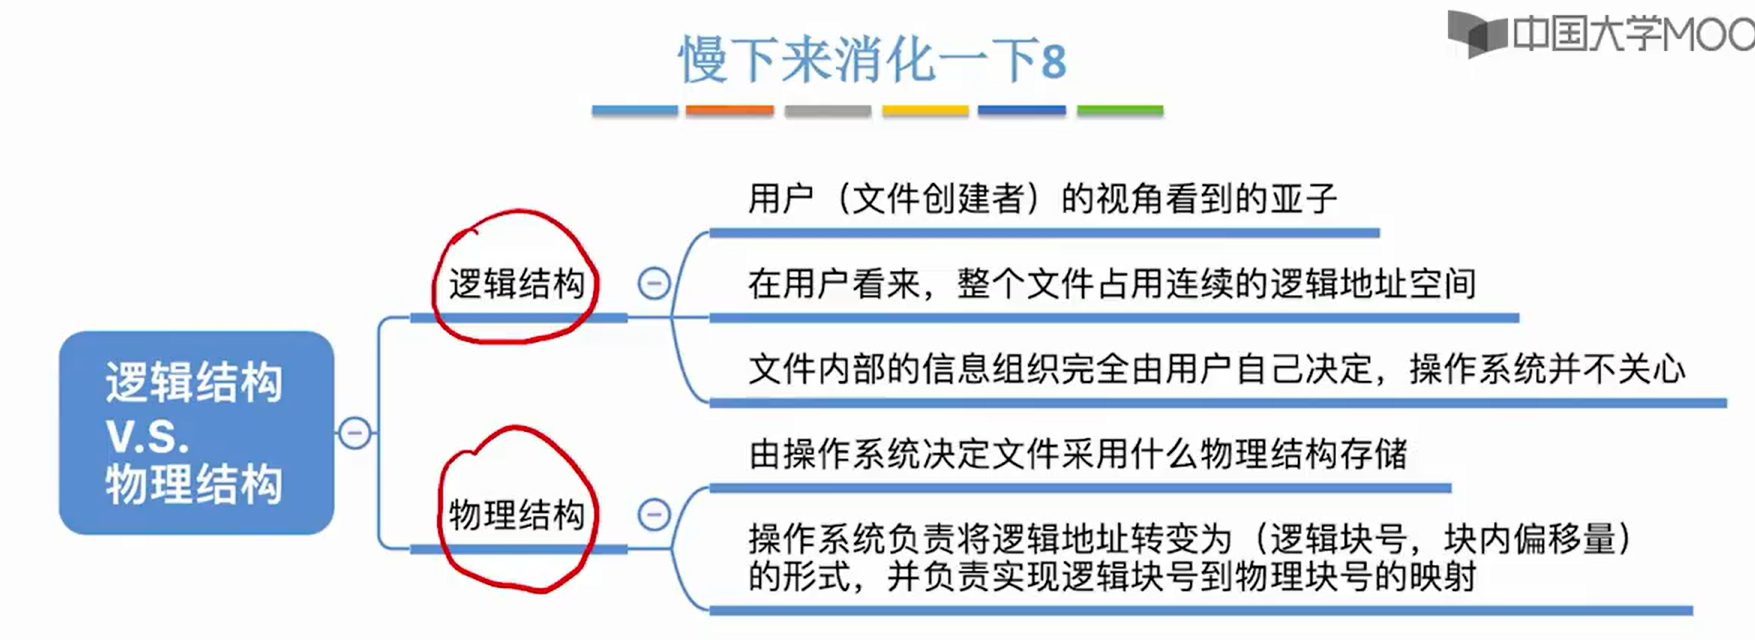 中国大学MOO
慢下来消化一下8
逻辑结构
V.S.
物理结构
逻辑结构
用户（文件创建者）的视角看到的亚子
在用户看来，整个文件占用连续的逻辑地址空间
文件内部的信息组织完全由用户自己决定，操作系统并不关心
物理结构
由操作系统决定文件采用什么物理结构存储
操作系统负责将逻辑地址转变为（逻辑块号，块内偏移量）
的形式，并负责实现逻辑块号到物理块号的映射